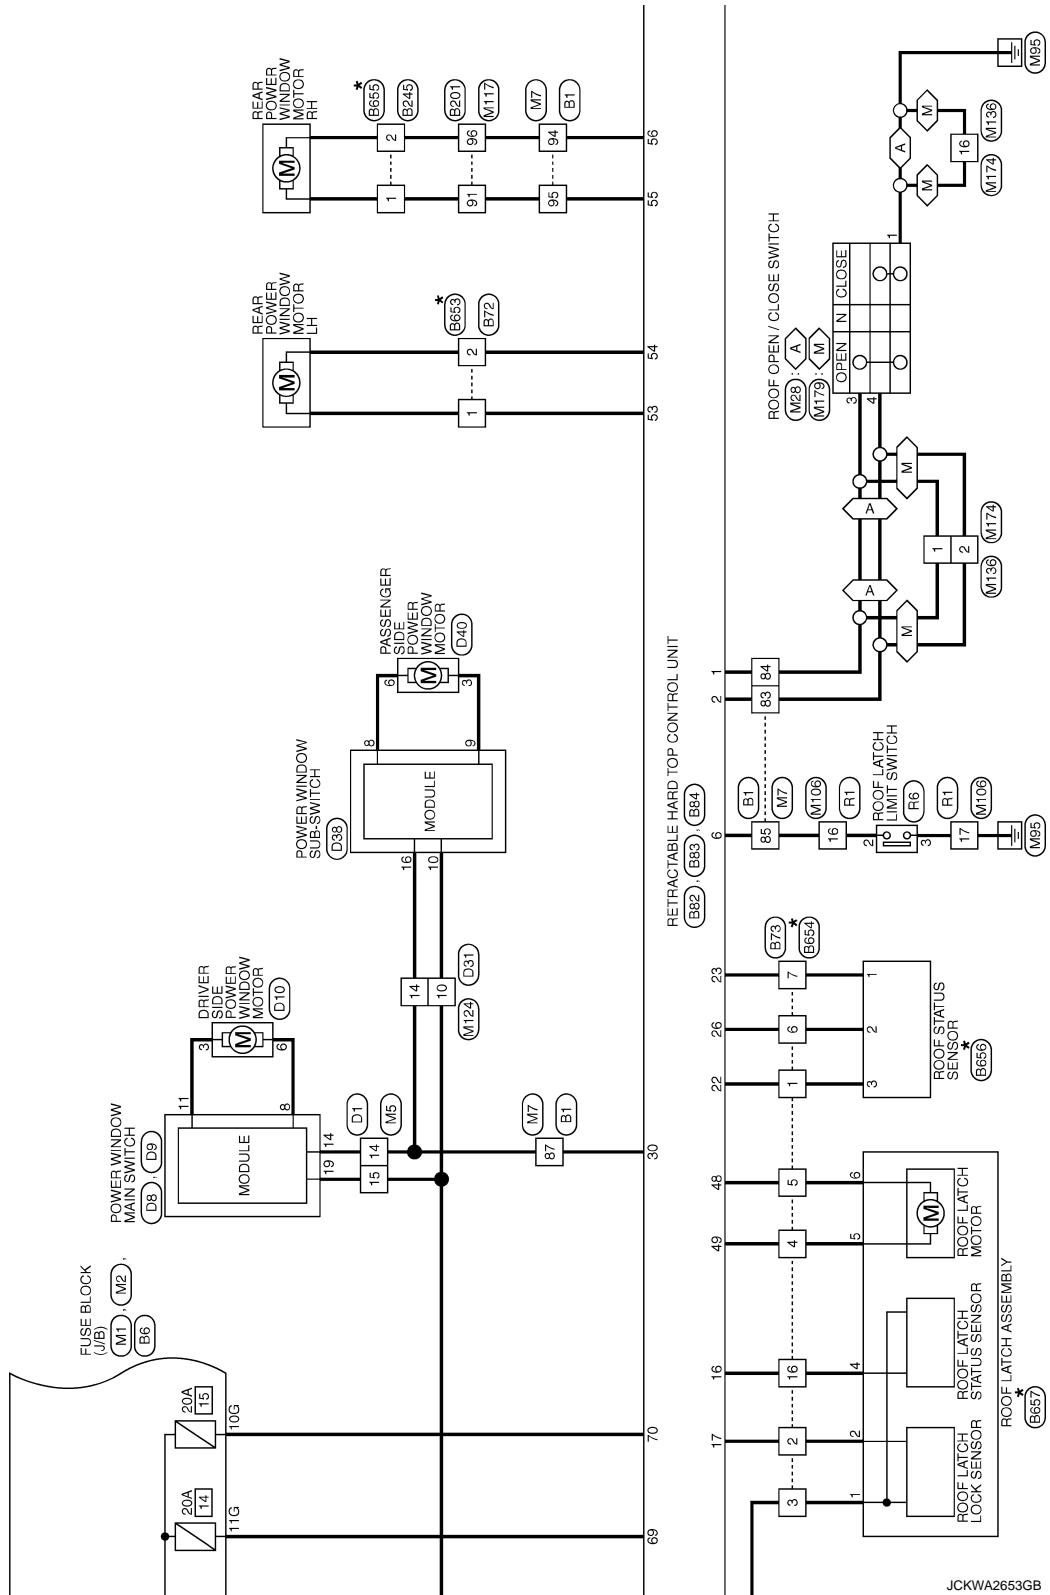 FUSE BLOCK
(J/B)
M1 , M2 ,
B6
20A
15
10G
20A
14
11G
POWER WINDOW
MAIN SWITCH
D8 , D9
MODULE
11
8
14
19
DRIVER
SIDE
POWER
WINDOW
MOTOR
D10
M
3
6
D1
M5
14
15
M124
D31
14
10
M7
B1
87
POWER WINDOW
SUB-SWITCH
D38
MODULE
16
10
8
9
PASSENGER
SIDE
POWER
WINDOW
MOTOR
D40
M
6
3
REAR
POWER
WINDOW
MOTOR
LH
M
*
B653
B72
1
2
REAR
POWER
WINDOW
MOTOR
RH
M
*
B655
B245
1
2
B201
M117
91
96
M7
B1
95
94
69
70
30
53
54
55
56
RETRACTABLE HARD TOP CONTROL UNIT
B82 , B83 , B84
17
16
49
48
22
26
23
6
2
1
B73
*
B654
3
2
16
4
5
1
6
7
1
2
4
5
6
ROOF LATCH
LOCK SENSOR
ROOF LATCH
STATUS SENSOR
M
ROOF LATCH
MOTOR
ROOF LATCH ASSEMBLY
*
B657
3
2
1
ROOF STATUS
SENSOR
*
B656
B1
M7
85
83
84
M106
R1
16
ROOF LATCH
LIMIT SWITCH
R6
2
3
R1
M106
17
M95
A
A
M
M
1
2
M136
M174
ROOF OPEN / CLOSE SWITCH
M28 : A
M179 : M
OPEN
N
CLOSE
3
4
1
A
M
M
16
M174
M136
M95
JCKWA2653GB